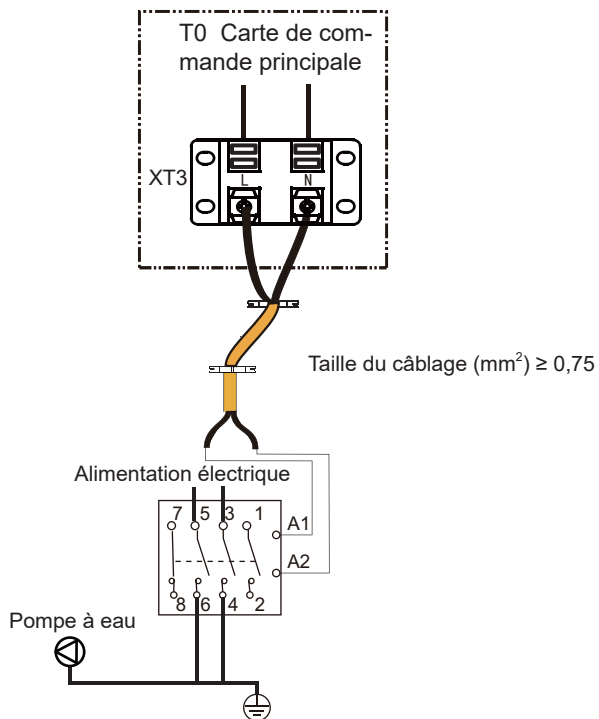 T0 Carte de com-
mande principale
XT3
L N
Taille du câblage (mm²) ≥ 0,75
Alimentation électrique
7 5 3 1
A1
A2
8 6 4 2
Pompe à eau